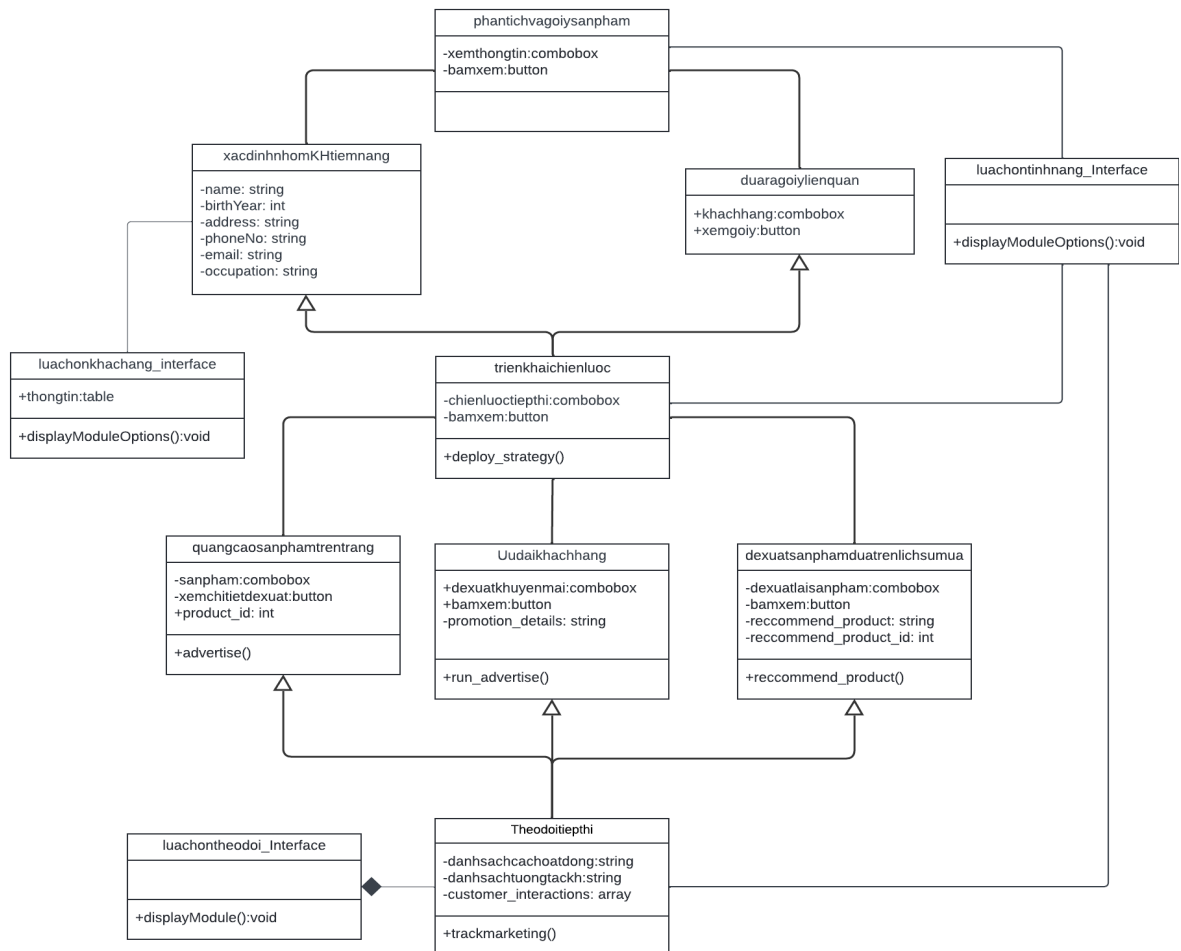 phantichvagoiysanpham
-xemthongtin:combobox
-bamxem:button
xacdinhnhomKHtiemnang
-name: string
-birthYear: int
-address: string
-phoneNo: string
-email: string
-occupation: string
duaragoiylienquan
+khachhang:combobox
+xemgoiy:button
luachontinhnang_Interface
+displayModuleOptions():void
luachonkhachang_interface
+thongtin:table
+displayModuleOptions():void
trienkhaichienluoc
-chienluoctiepthi:combobox
-bamxem:button
+deploy_strategy()
quangcaosanphamtrentrang
-sanpham:combobox
-xemchitietdexuat:button
+product_id: int
+advertise()
Uudaikhachhang
+dexuatkhuyenmai:combobox
+bamxem:button
-promotion_details: string
+run_advertise()
dexuatsanphamduatrenlichsumua
-dexuatlaisanpham:combobox
-bamxem:button
-reccommend_product: string
-reccommend_product_id: int
+reccommend_product()
luachontheodoi_Interface
+displayModule():void
Theodoitiepthi
-danhsachcachoatdong:string
-danhsachtuongtackh:string
-customer_interactions: array
+trackmarketing()